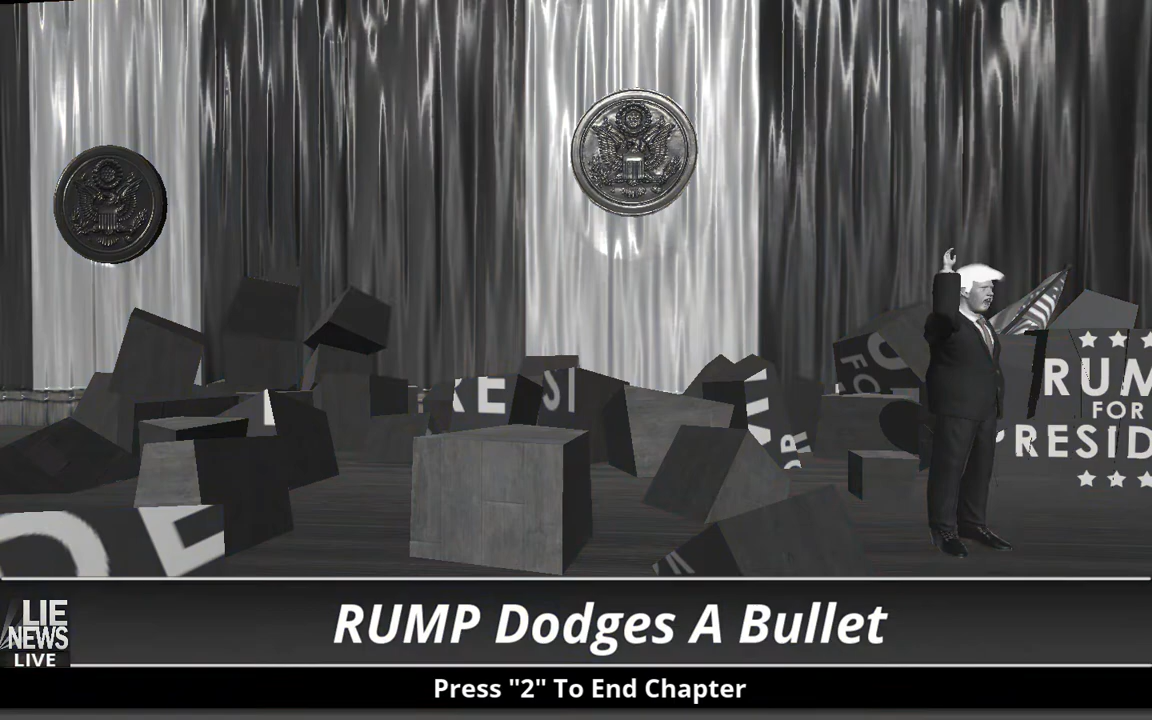 RUM
FOR
RESID
RUMP Dodges A Bullet
LIE
NEWS
LIVE
Press "2" To End Chapter